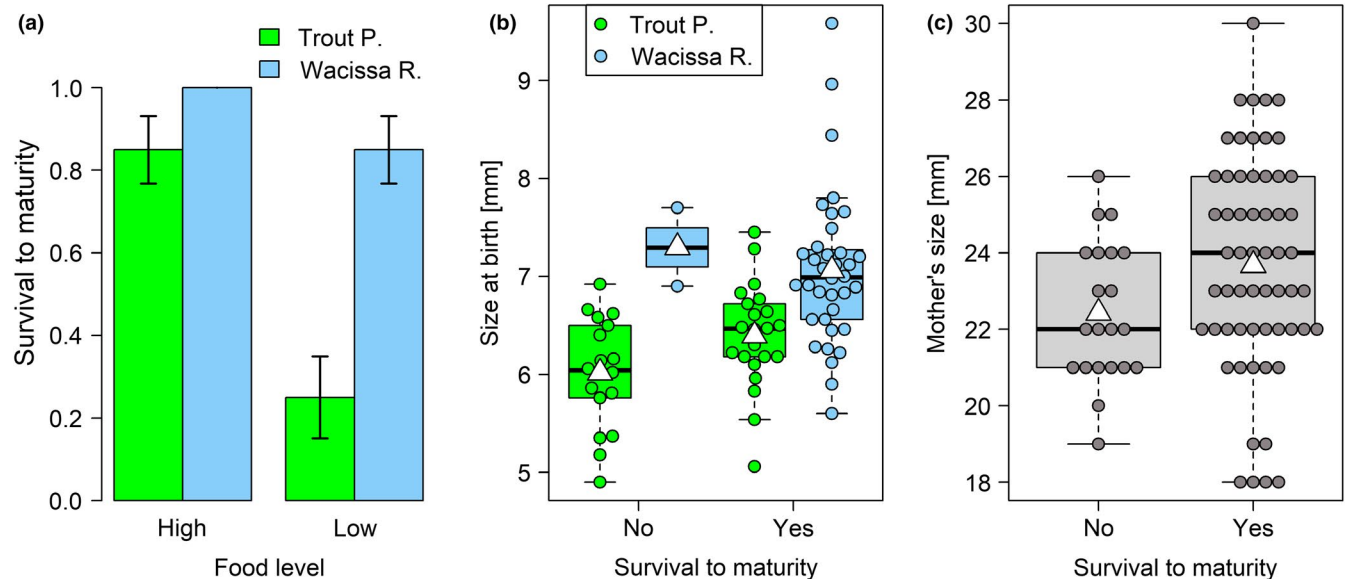 (a)
Trout P.
Wacissa R.
Survival to maturity
1.0
0.8
0.6
0.4
0.2
0.0
High
Low
Food level
(b)
Trout P.
Wacissa R.
Size at birth [mm]
9
8
7
6
5
No
Yes
Survival to maturity
(c)
Mother's size [mm]
30
28
26
24
22
20
18
No
Yes
Survival to maturity